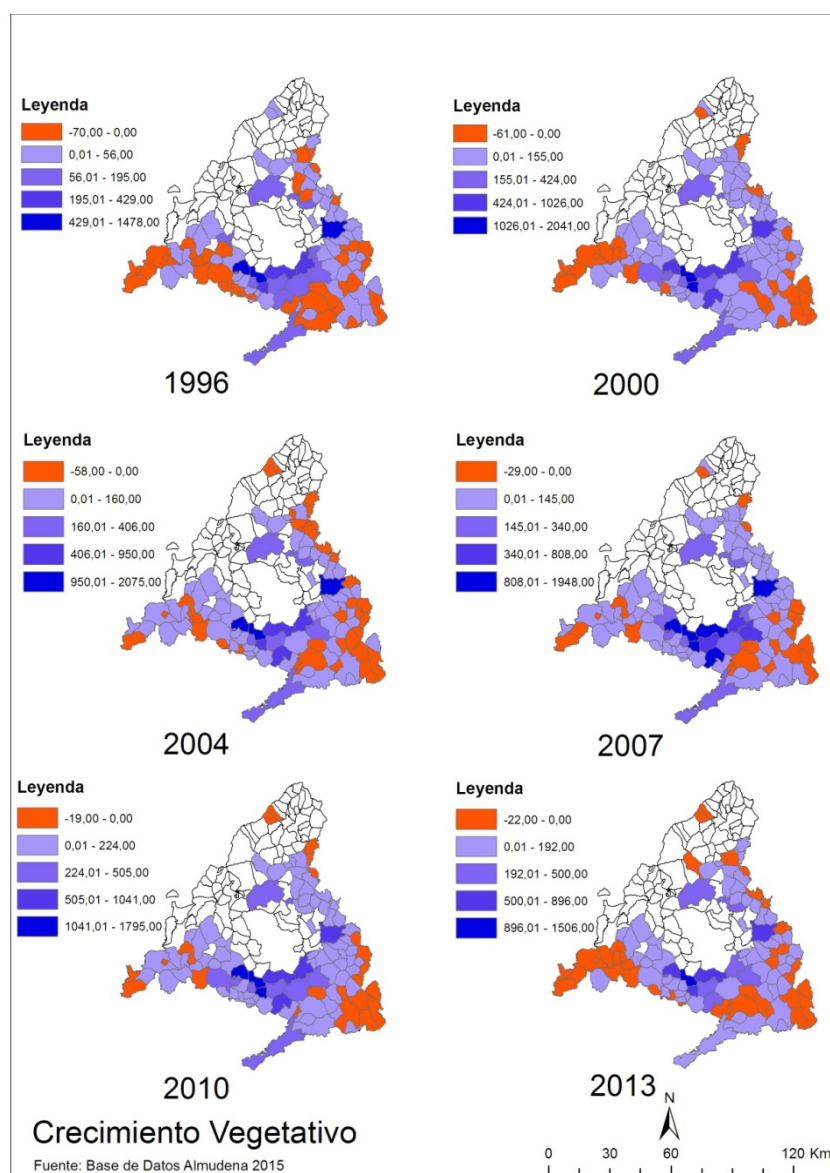 Leyenda
-70,00 - 0,00
0,01 - 56,00
56,01 - 195,00
195,01 - 429,00
429,01 - 1478,00
1996
Leyenda
-61,00 - 0,00
0,01 - 155,00
155,01 - 424,00
424,01 - 1026,00
1026,01 - 2041,00
2000
Leyenda
-58,00 - 0,00
0,01 - 160,00
160,01 - 406,00
406,01 - 950,00
950,01 - 2075,00
2004
Leyenda
-29,00 - 0,00
0,01 - 145,00
145,01 - 340,00
340,01 - 808,00
808,01 - 1948,00
2007
Leyenda
-19,00 - 0,00
0,01 - 224,00
224,01 - 505,00
505,01 - 1041,00
1041,01 - 1795,00
2010
Leyenda
-22,00 - 0,00
0,01 - 192,00
192,01 - 500,00
500,01 - 896,00
896,01 - 1506,00
2013
N
Crecimiento Vegetativo
Fuente: Base de Datos Almudena 2015
0 30 60 120 Km